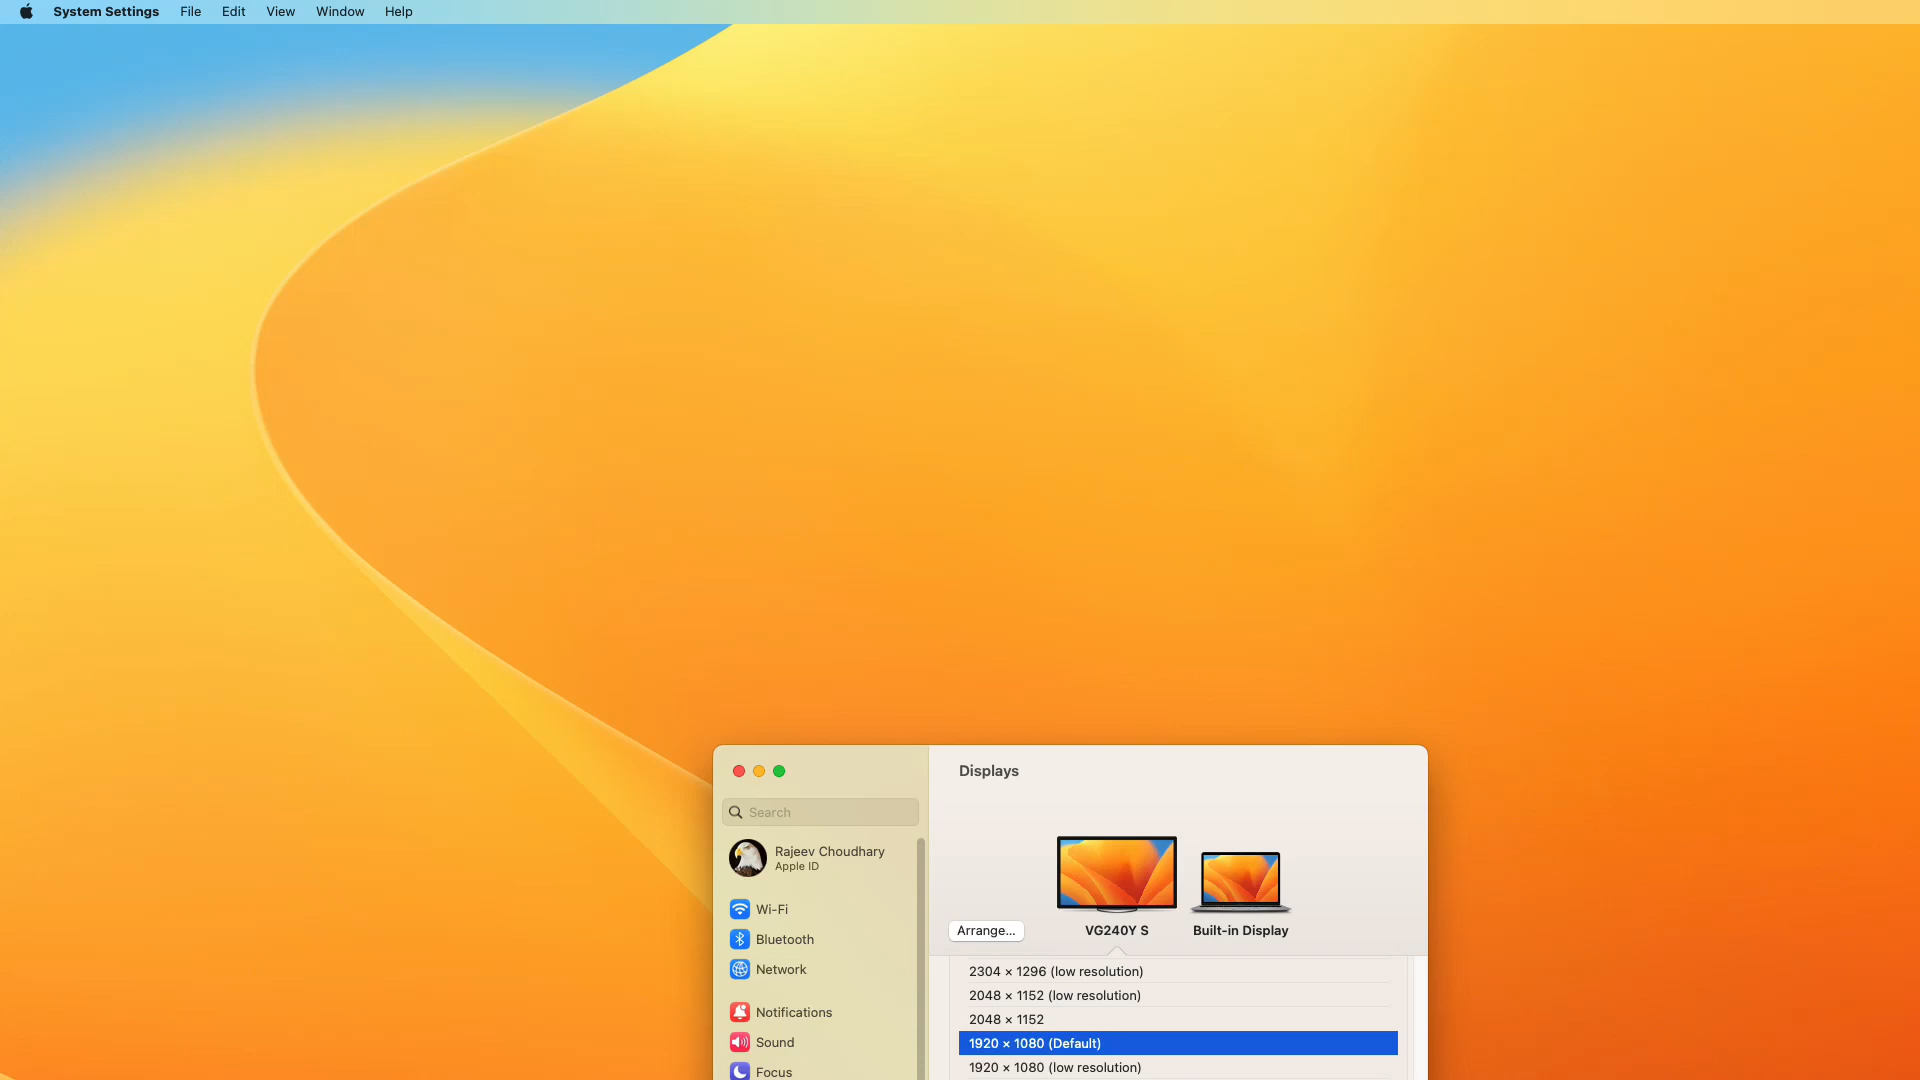 System Settings File Edit View Window Help
Displays
Search
Rajeev Choudhary
Apple ID
Wi-Fi
Bluetooth
Network
Notifications
Sound
Focus
Arrange...
VG240Y S
Built-in Display
2304 × 1296 (low resolution)
2048 × 1152 (low resolution)
2048 × 1152
1920 × 1080 (Default)
1920 × 1080 (low resolution)